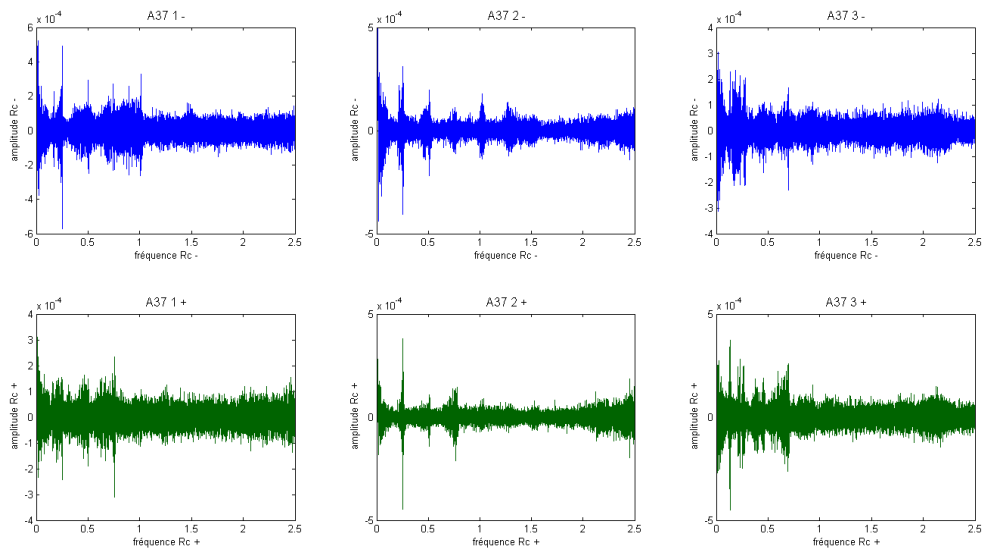 A37 1 -
x 10^-4
6
4
2
0
-2
-4
-6
amplitude Rc -
0 0.5 1 1.5 2 2.5
fréquence Rc -
A37 2 -
x 10^-4
5
0
-5
amplitude Rc -
0 0.5 1 1.5 2 2.5
fréquence Rc -
A37 3 -
x 10^-4
4
3
2
1
0
-1
-2
-3
-4
amplitude Rc -
0 0.5 1 1.5 2 2.5
fréquence Rc -
A37 1 +
x 10^-4
4
3
2
1
0
-1
-2
-3
-4
amplitude Rc +
0 0.5 1 1.5 2 2.5
fréquence Rc +
A37 2 +
x 10^-4
5
0
-5
amplitude Rc +
0 0.5 1 1.5 2 2.5
fréquence Rc +
A37 3 +
x 10^-4
5
0
-5
amplitude Rc +
0 0.5 1 1.5 2 2.5
fréquence Rc +